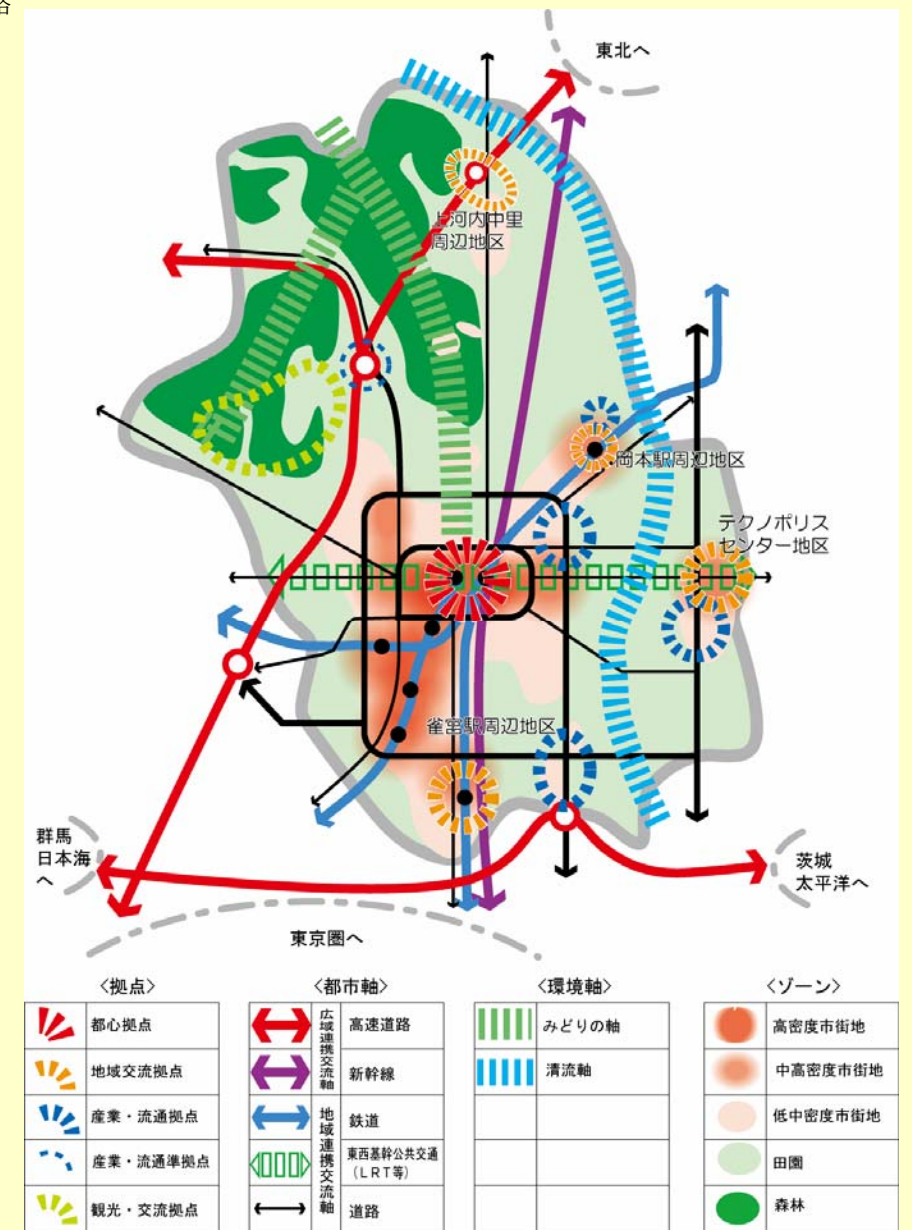 合
東北へ
上河内中里
周辺地区
岡本駅周辺地区
テクノポリス
センター地区
雀宮駅周辺地区
群馬
日本海
へ
茨城
太平洋へ
東京圏へ
〈拠点〉
都心拠点
地域交流拠点
産業・流通拠点
産業・流通準拠点
観光・交流拠点
〈都市軸〉
広域連携交流軸
高速道路
新幹線
地域連携交流軸
鉄道
東西基幹公共交通
(LRT等)
道路
〈環境軸〉
みどりの軸
清流軸
〈ゾーン〉
高密度市街地
中高密度市街地
低中密度市街地
田園
森林